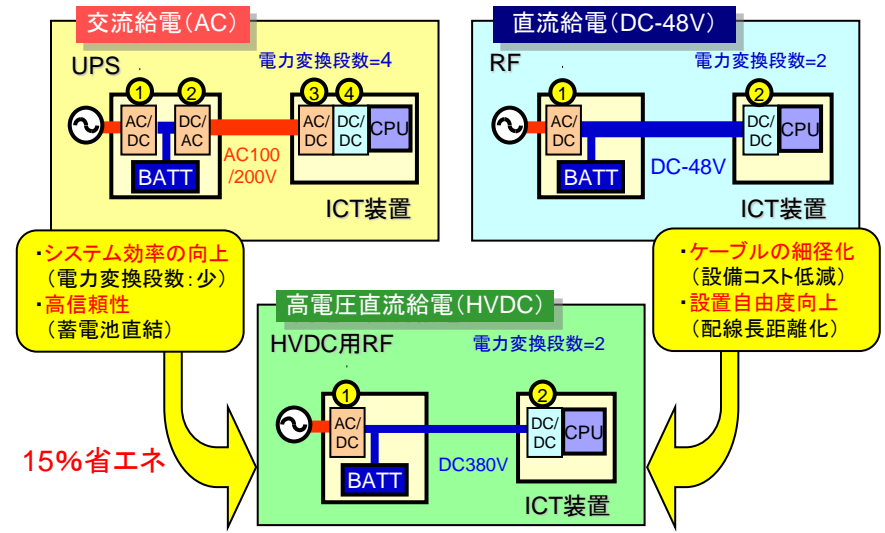 交流給電(AC)
UPS
電力変換段数=4
1
2
3
4
AC/
DC
DC/
AC
AC/
DC
DC/
DC
CPU
BATT
AC100
/200V
ICT装置
直流給電(DC-48V)
RF
電力変換段数=2
1
2
AC/
DC
DC/
DC
CPU
BATT
DC-48V
ICT装置
・システム効率の向上
(電力変換段数:少)
・高信頼性
(蓄電池直結)
・ケーブルの細径化
(設備コスト低減)
・設置自由度向上
(配線長距離化)
高電圧直流給電(HVDC)
HVDC用RF
電力変換段数=2
1
2
AC/
DC
DC/
DC
CPU
BATT
DC380V
ICT装置
15%省エネ